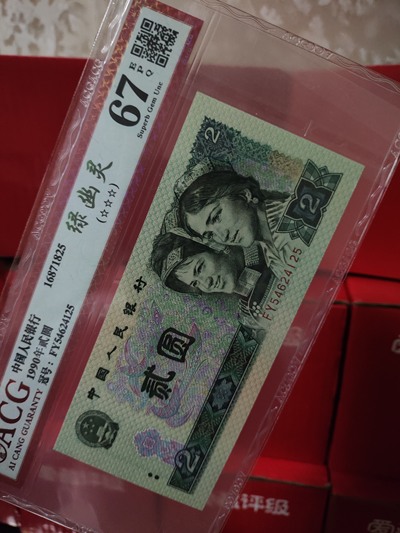 ACG
AI CANG GUARANTY
中国人民银行
1990年贰圆
冠号：FY54624125
16871825
绿幽灵
(☆☆☆)
67
EPQ
Superb Gem Unc
2
2
FY54624125
中国人民银行
贰圆
2
评级